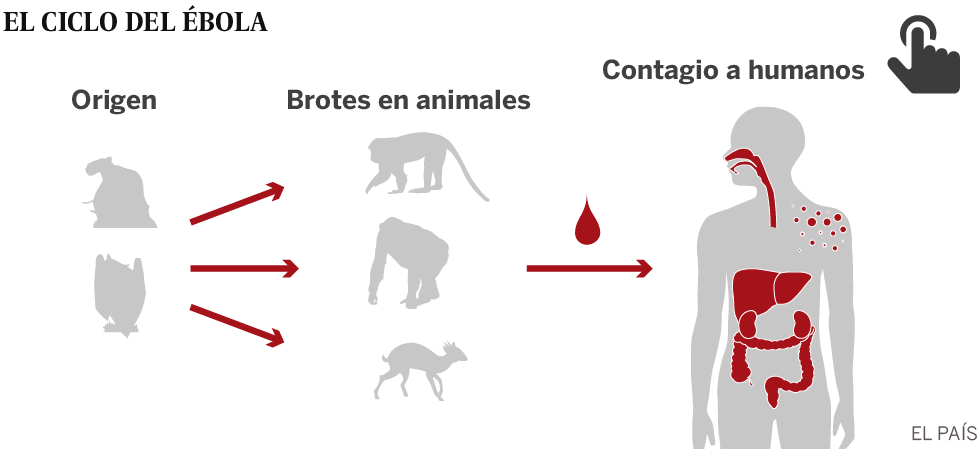 EL CICLO DEL ÉBOLA
Origen
Brotes en animales
Contagio a humanos
EL PAÍS